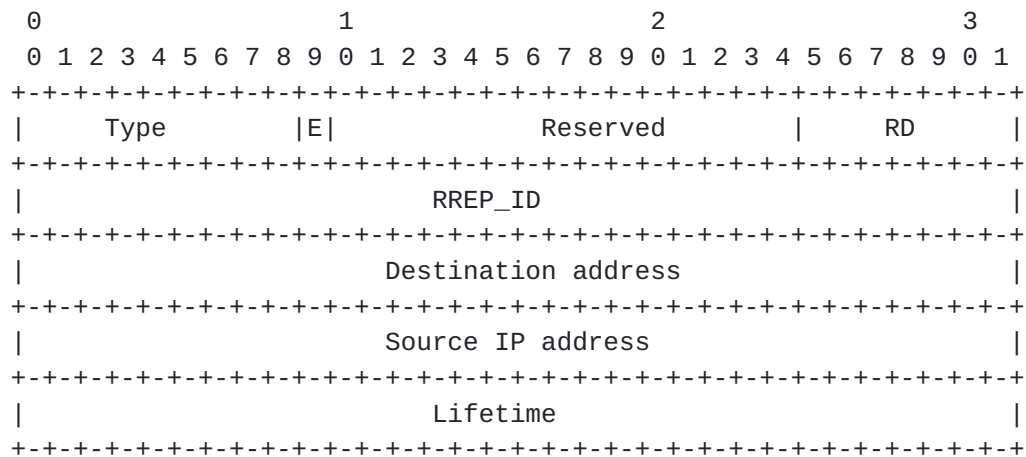 0                   1                   2                   3
 0 1 2 3 4 5 6 7 8 9 0 1 2 3 4 5 6 7 8 9 0 1 2 3 4 5 6 7 8 9 0 1
+-+-+-+-+-+-+-+-+-+-+-+-+-+-+-+-+-+-+-+-+-+-+-+-+-+-+-+-+-+-+-+-+
|     Type        |E|             Reserved        |     RD      |
+-+-+-+-+-+-+-+-+-+-+-+-+-+-+-+-+-+-+-+-+-+-+-+-+-+-+-+-+-+-+-+-+
|                          RREP_ID                              |
+-+-+-+-+-+-+-+-+-+-+-+-+-+-+-+-+-+-+-+-+-+-+-+-+-+-+-+-+-+-+-+-+
|                       Destination address                     |
+-+-+-+-+-+-+-+-+-+-+-+-+-+-+-+-+-+-+-+-+-+-+-+-+-+-+-+-+-+-+-+-+
|                       Source IP address                       |
+-+-+-+-+-+-+-+-+-+-+-+-+-+-+-+-+-+-+-+-+-+-+-+-+-+-+-+-+-+-+-+-+
|                          Lifetime                             |
+-+-+-+-+-+-+-+-+-+-+-+-+-+-+-+-+-+-+-+-+-+-+-+-+-+-+-+-+-+-+-+-+